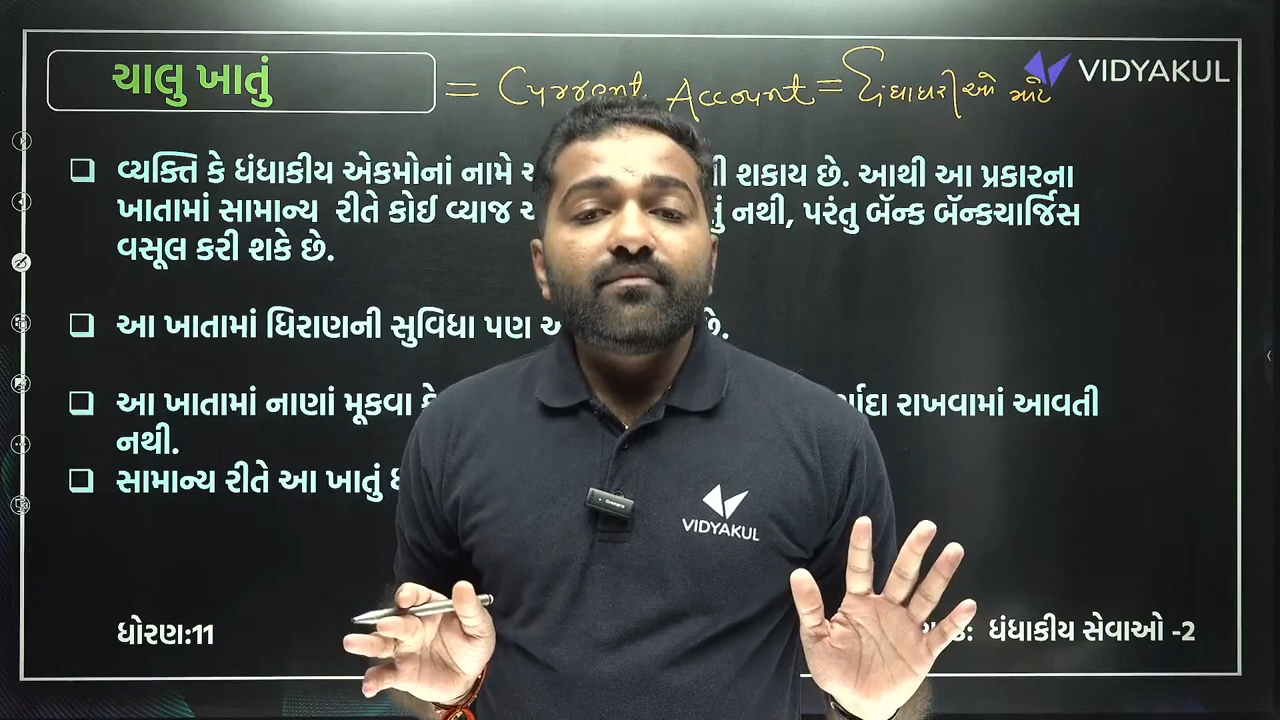 ચાલુ ખાતું = Current Account = ધંધાધારીઓ માટે
VIDYAKUL
વ્યક્તિ કે ધંધાકીય એકમોનાં નામે શકાય છે. આથી આ પ્રકારના
ખાતામાં સામાન્ય રીતે કોઈ વ્યાજ નથી, પરંતુ બૅન્ક બૅન્કચાર્જિસ
વસૂલ કરી શકે છે.
આ ખાતામાં ધિરાણની સુવિધા પણ છે.
આ ખાતામાં નાણાં મૂકવા કે રાખવામાં આવતી
નથી.
સામાન્ય રીતે આ ખાતું
VIDYAKUL
ધોરણ:11
ધંધાકીય સેવાઓ -2